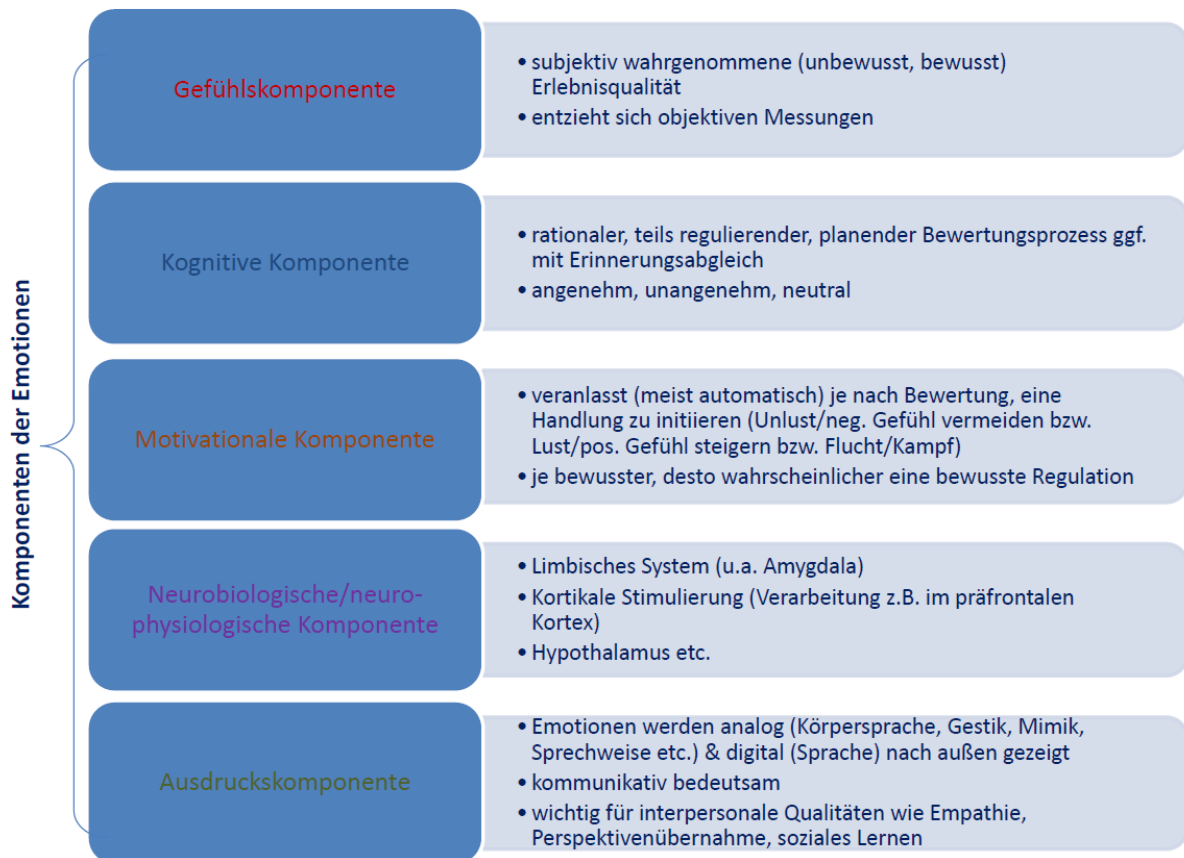 Komponenten der Emotionen
Gefühlskomponente
• subjektiv wahrgenommene (unbewusst, bewusst)
Erlebnisqualität
• entzieht sich objektiven Messungen
Kognitive Komponente
• rationaler, teils regulierender, planender Bewertungsprozess ggf.
mit Erinnerungsabgleich
• angenehm, unangenehm, neutral
Motivationale Komponente
• veranlasst (meist automatisch) je nach Bewertung, eine
Handlung zu initiieren (Unlust/neg. Gefühl vermeiden bzw.
Lust/pos. Gefühl steigern bzw. Flucht/Kampf)
• je bewusster, desto wahrscheinlicher eine bewusste Regulation
Neurobiologische/neuro-
physiologische Komponente
• Limbisches System (u.a. Amygdala)
• Kortikale Stimulierung (Verarbeitung z.B. im präfrontalen
Kortex)
• Hypothalamus etc.
Ausdruckskomponente
• Emotionen werden analog (Körpersprache, Gestik, Mimik,
Sprechweise etc.) & digital (Sprache) nach außen gezeigt
• kommunikativ bedeutsam
• wichtig für interpersonale Qualitäten wie Empathie,
Perspektivenübernahme, soziales Lernen